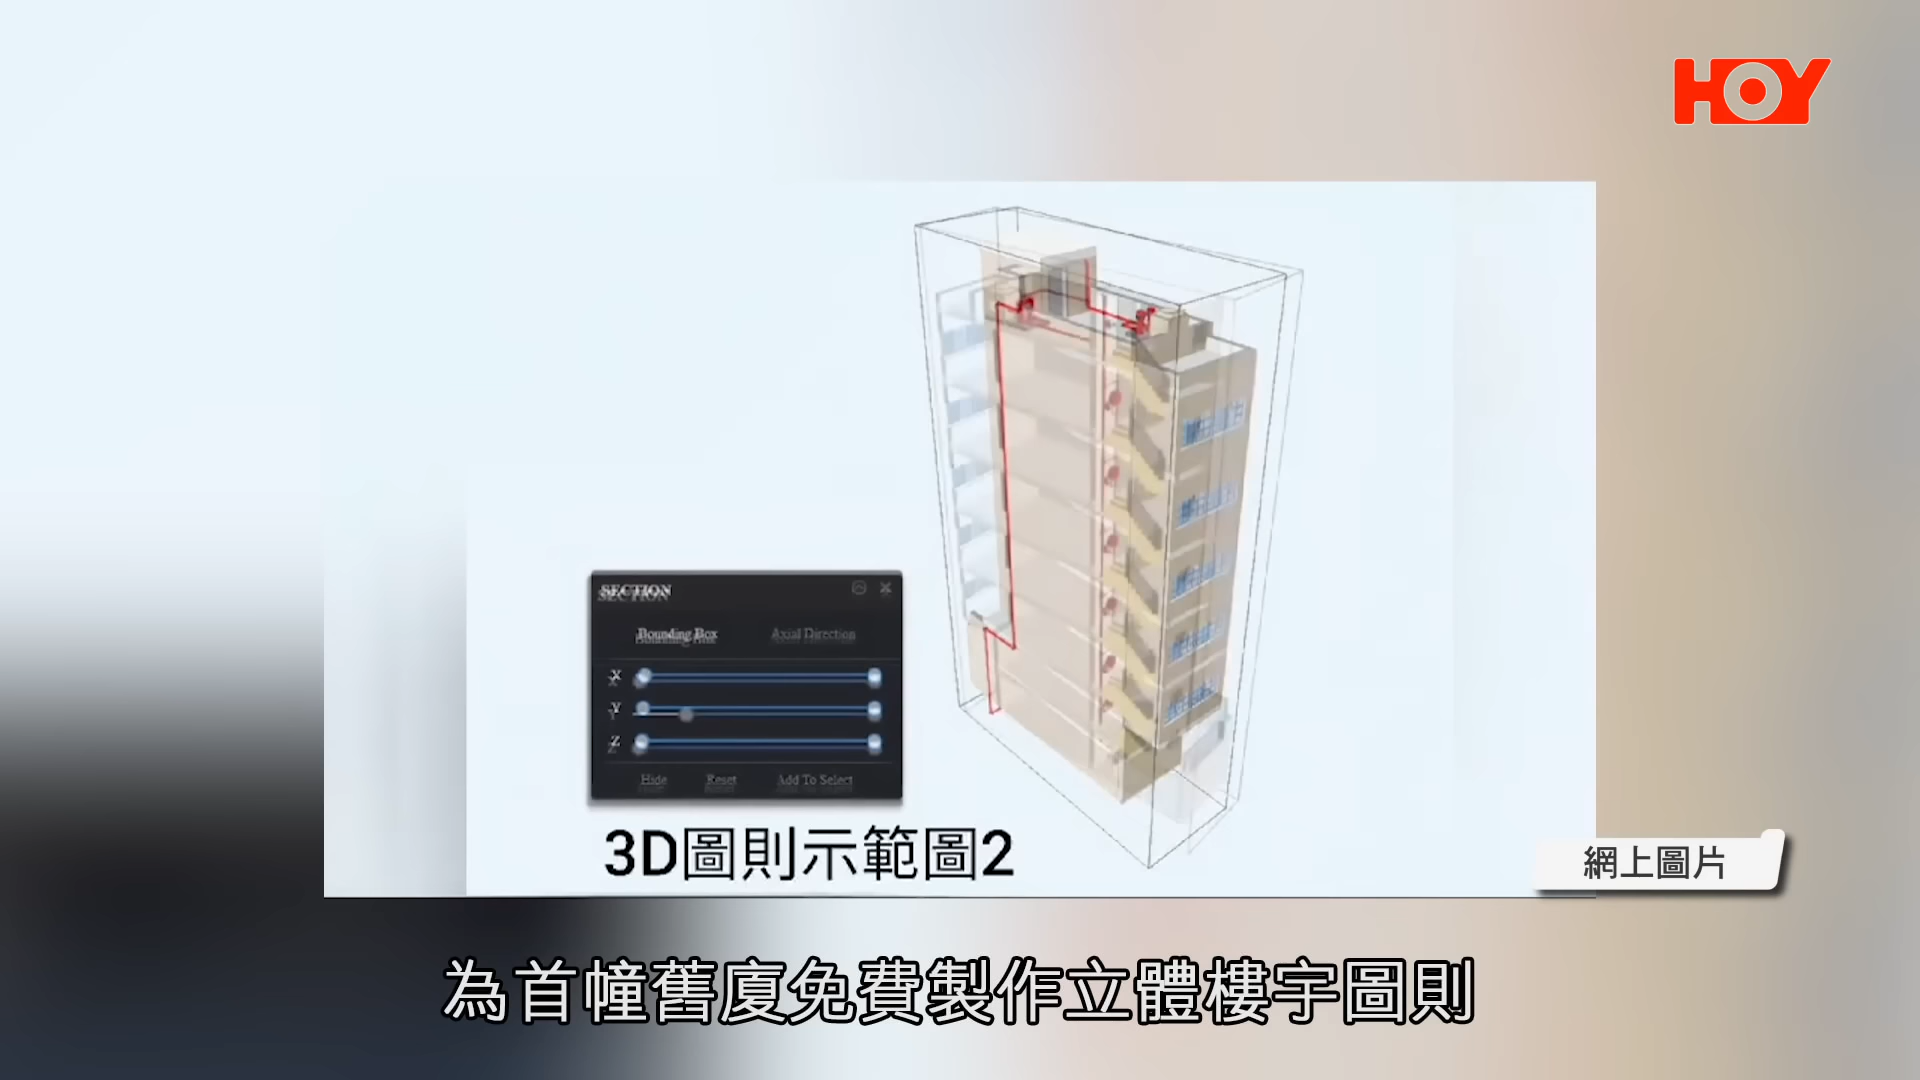 HOY
SECTION
Bounding Box
Axial Direction
X
Y
Z
Hide
Reset
Add To Select
3D圖則示範圖2
網上圖片
為首幢舊廈免費製作立體樓宇圖則